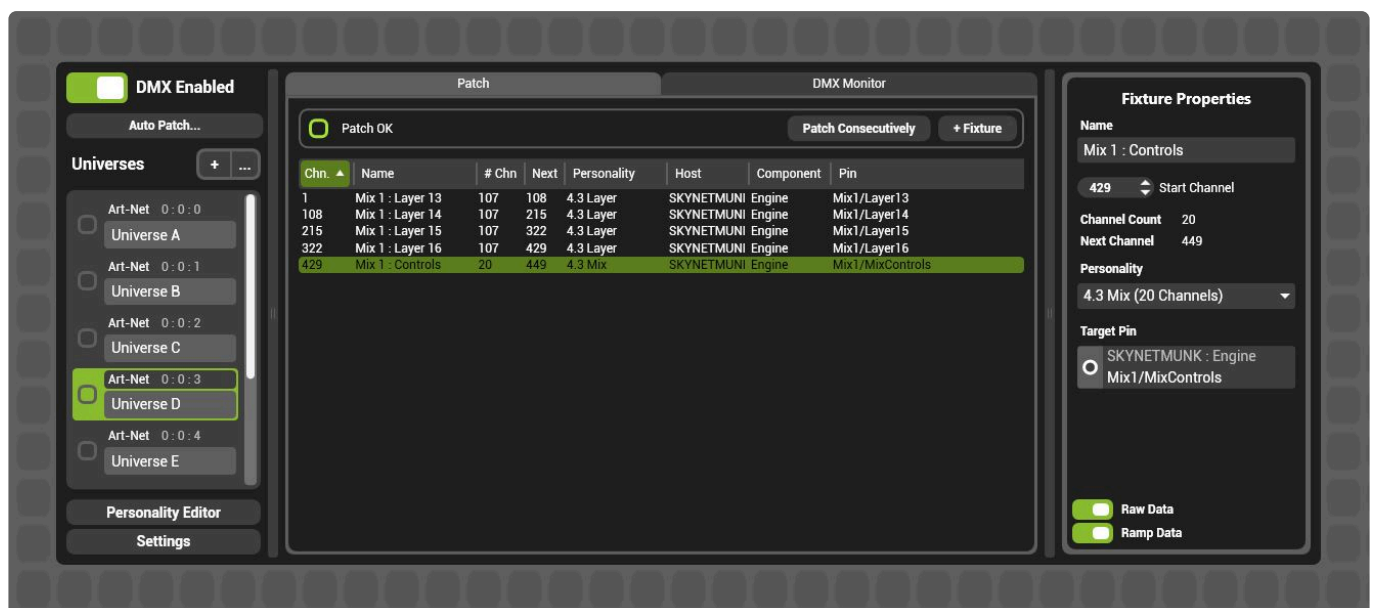 DMX Enabled
Auto Patch...
Universes + ...
Art-Net 0:0:0
Universe A
Art-Net 0:0:1
Universe B
Art-Net 0:0:2
Universe C
Art-Net 0:0:3
Universe D
Art-Net 0:0:4
Universe E
Personality Editor
Settings
Patch DMX Monitor
Patch OK Patch Consecutively + Fixture
Chn. Name # Chn Next Personality Host Component Pin
1 Mix 1 : Layer 13 107 108 4.3 Layer SKYNETMUNI Engine Mix1/Layer13
108 Mix 1 : Layer 14 107 215 4.3 Layer SKYNETMUNI Engine Mix1/Layer14
215 Mix 1 : Layer 15 107 322 4.3 Layer SKYNETMUNI Engine Mix1/Layer15
322 Mix 1 : Layer 16 107 429 4.3 Layer SKYNETMUNI Engine Mix1/Layer16
429 Mix 1 : Controls 20 449 4.3 Mix SKYNETMUNI Engine Mix1/MixControls
Fixture Properties
Name
Mix 1 : Controls
429 Start Channel
Channel Count 20
Next Channel 449
Personality
4.3 Mix (20 Channels)
Target Pin
SKYNETMUNK : Engine
Mix1/MixControls
Raw Data
Ramp Data